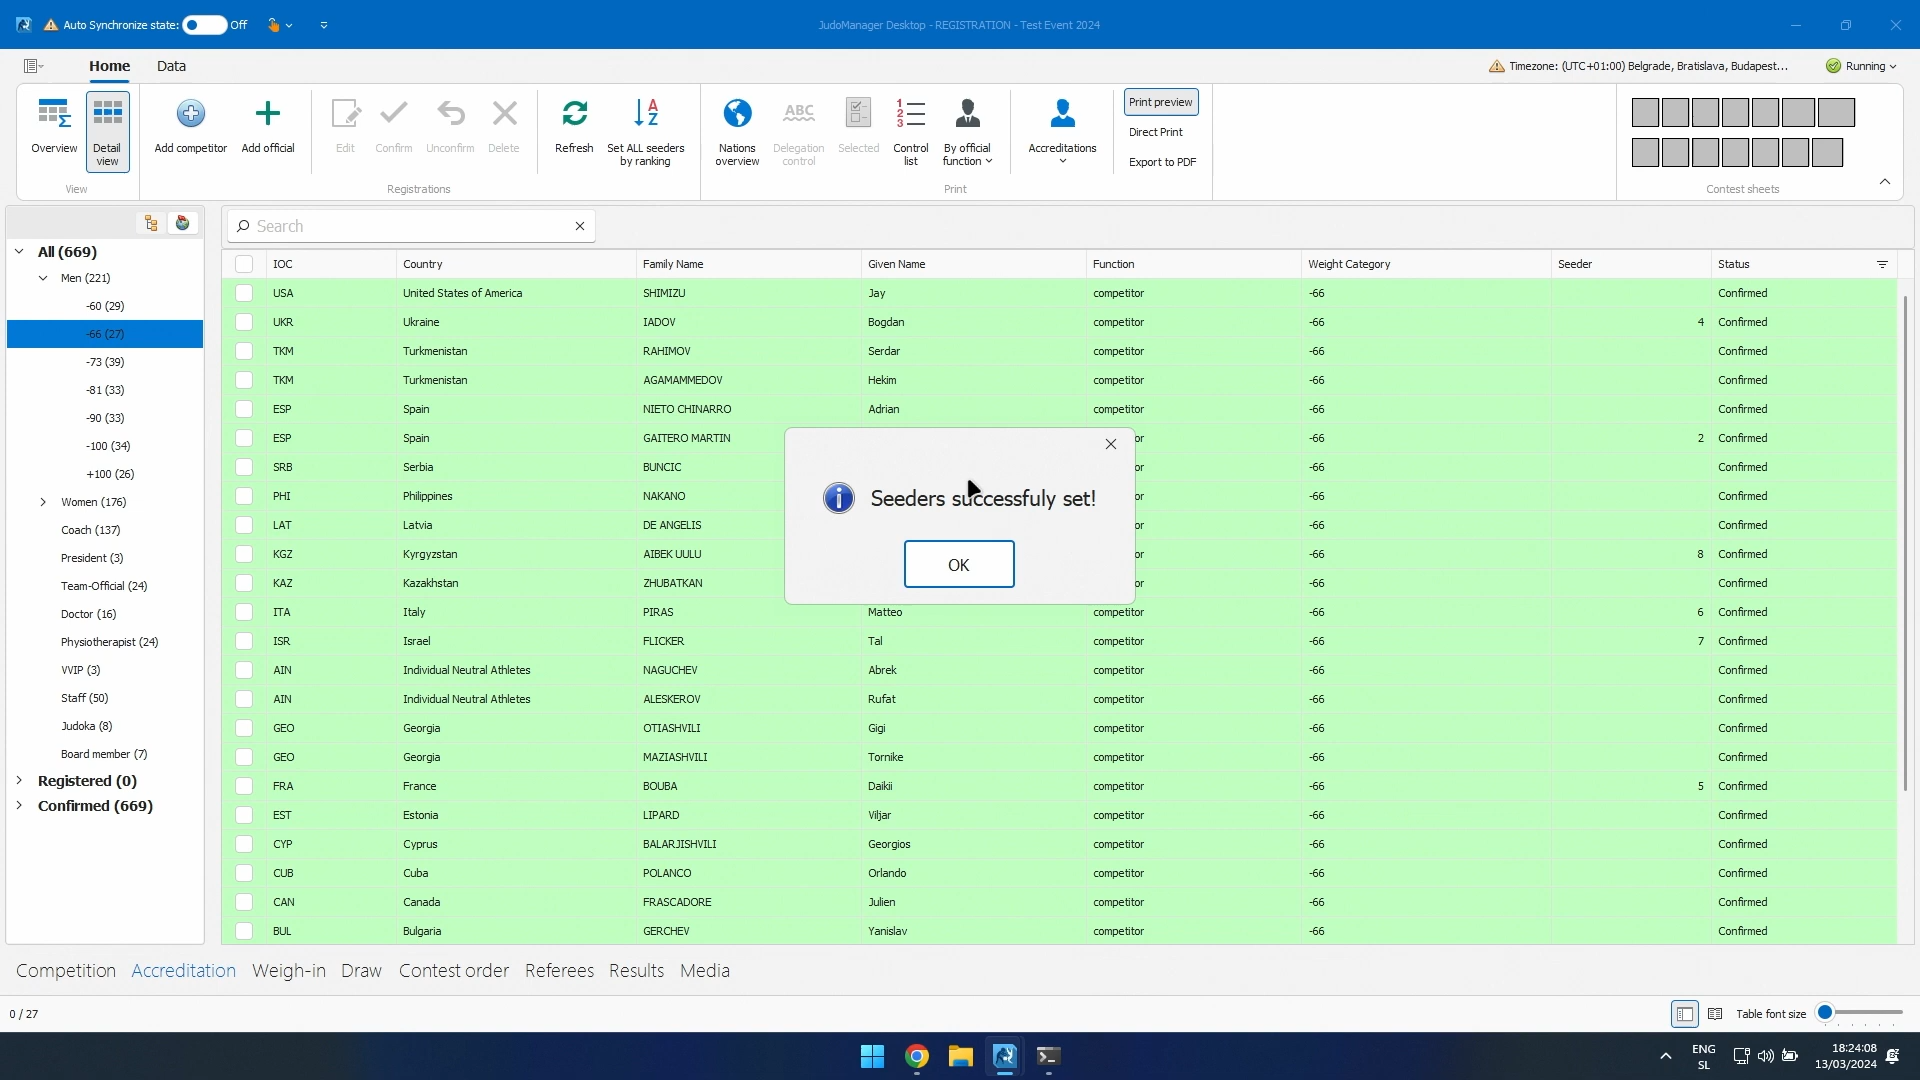 Auto Synchronize state: Off
JudoManager Desktop - REGISTRATION - Test Event 2024
Home Data
Timezone: (UTC+01:00) Belgrade, Bratislava, Budapest... Running
Overview Detail view
View
Add competitor Add official
Edit Confirm Unconfirm Delete
Refresh Set ALL seeders by ranking
Registrations
Nations overview
ABC
Delegation control
Selected
1 2 3
Control list
By official function
Print
Accreditations
Print preview
Direct Print
Export to PDF
Contest sheets
All (669)
Men (221)
-60 (29)
-66 (27)
-73 (39)
-81 (33)
-90 (33)
-100 (34)
+100 (26)
Women (176)
Coach (137)
President (3)
Team-Official (24)
Doctor (16)
Physiotherapist (24)
VVIP (3)
Staff (50)
Judoka (8)
Board member (7)
Registered (0)
Confirmed (669)
Search
IOC Country Family Name Given Name Function Weight Category Seeder Status
USA United States of America SHIMIZU Jay competitor -66 Confirmed
UKR Ukraine IADOV Bogdan competitor -66 4 Confirmed
TKM Turkmenistan RAHIMOV Serdar competitor -66 Confirmed
TKM Turkmenistan AGAMAMMEDOV Hekim competitor -66 Confirmed
ESP Spain NIETO CHINARRO Adrian competitor -66 Confirmed
ESP Spain GAITERO MARTIN or -66 2 Confirmed
SRB Serbia BUNCIC or -66 Confirmed
PHI Philippines NAKANO or -66 Confirmed
LAT Latvia DE ANGELIS or -66 Confirmed
KGZ Kyrgyzstan AIBEK UULU or -66 8 Confirmed
KAZ Kazakhstan ZHUBATKAN or -66 Confirmed
ITA Italy PIRAS Matteo competitor -66 6 Confirmed
ISR Israel FLICKER Tal competitor -66 7 Confirmed
AIN Individual Neutral Athletes NAGUCHEV Abrek competitor -66 Confirmed
AIN Individual Neutral Athletes ALESKEROV Rufat competitor -66 Confirmed
GEO Georgia OTIASHVILI Gigi competitor -66 Confirmed
GEO Georgia MAZIASHVILI Tornike competitor -66 Confirmed
FRA France BOUBA Daikii competitor -66 5 Confirmed
EST Estonia LIPARD Viljar competitor -66 Confirmed
CYP Cyprus BALARJISHVILI Georgios competitor -66 Confirmed
CUB Cuba POLANCO Orlando competitor -66 Confirmed
CAN Canada FRASCADORE Julien competitor -66 Confirmed
BUL Bulgaria GERCHEV Yanislav competitor -66 Confirmed
Seeders successfuly set!
OK
Competition Accreditation Weigh-in Draw Contest order Referees Results Media
0 / 27
Table font size
ENG
SL
18:24:08
13/03/2024